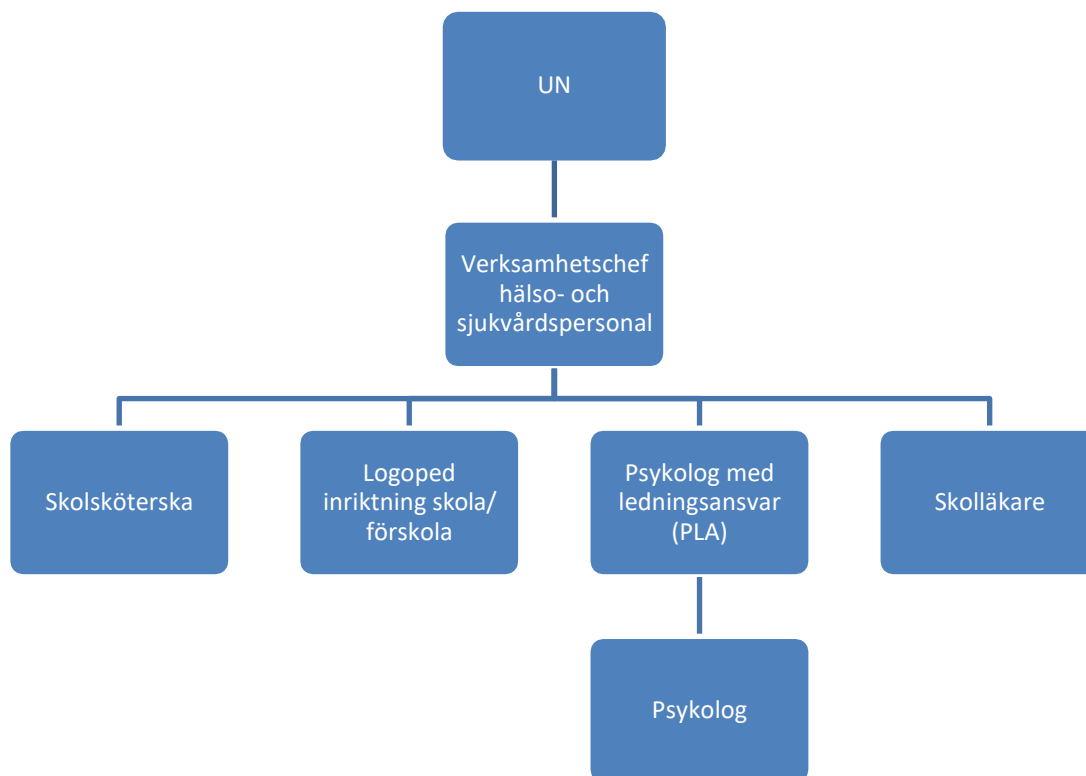 UN
Verksamhetschef
hälso- och
sjukvårdspersonal
Skolsköterska
Logoped
inriktning skola/
förskola
Psykolog med
ledningsansvar
(PLA)
Skolläkare
Psykolog